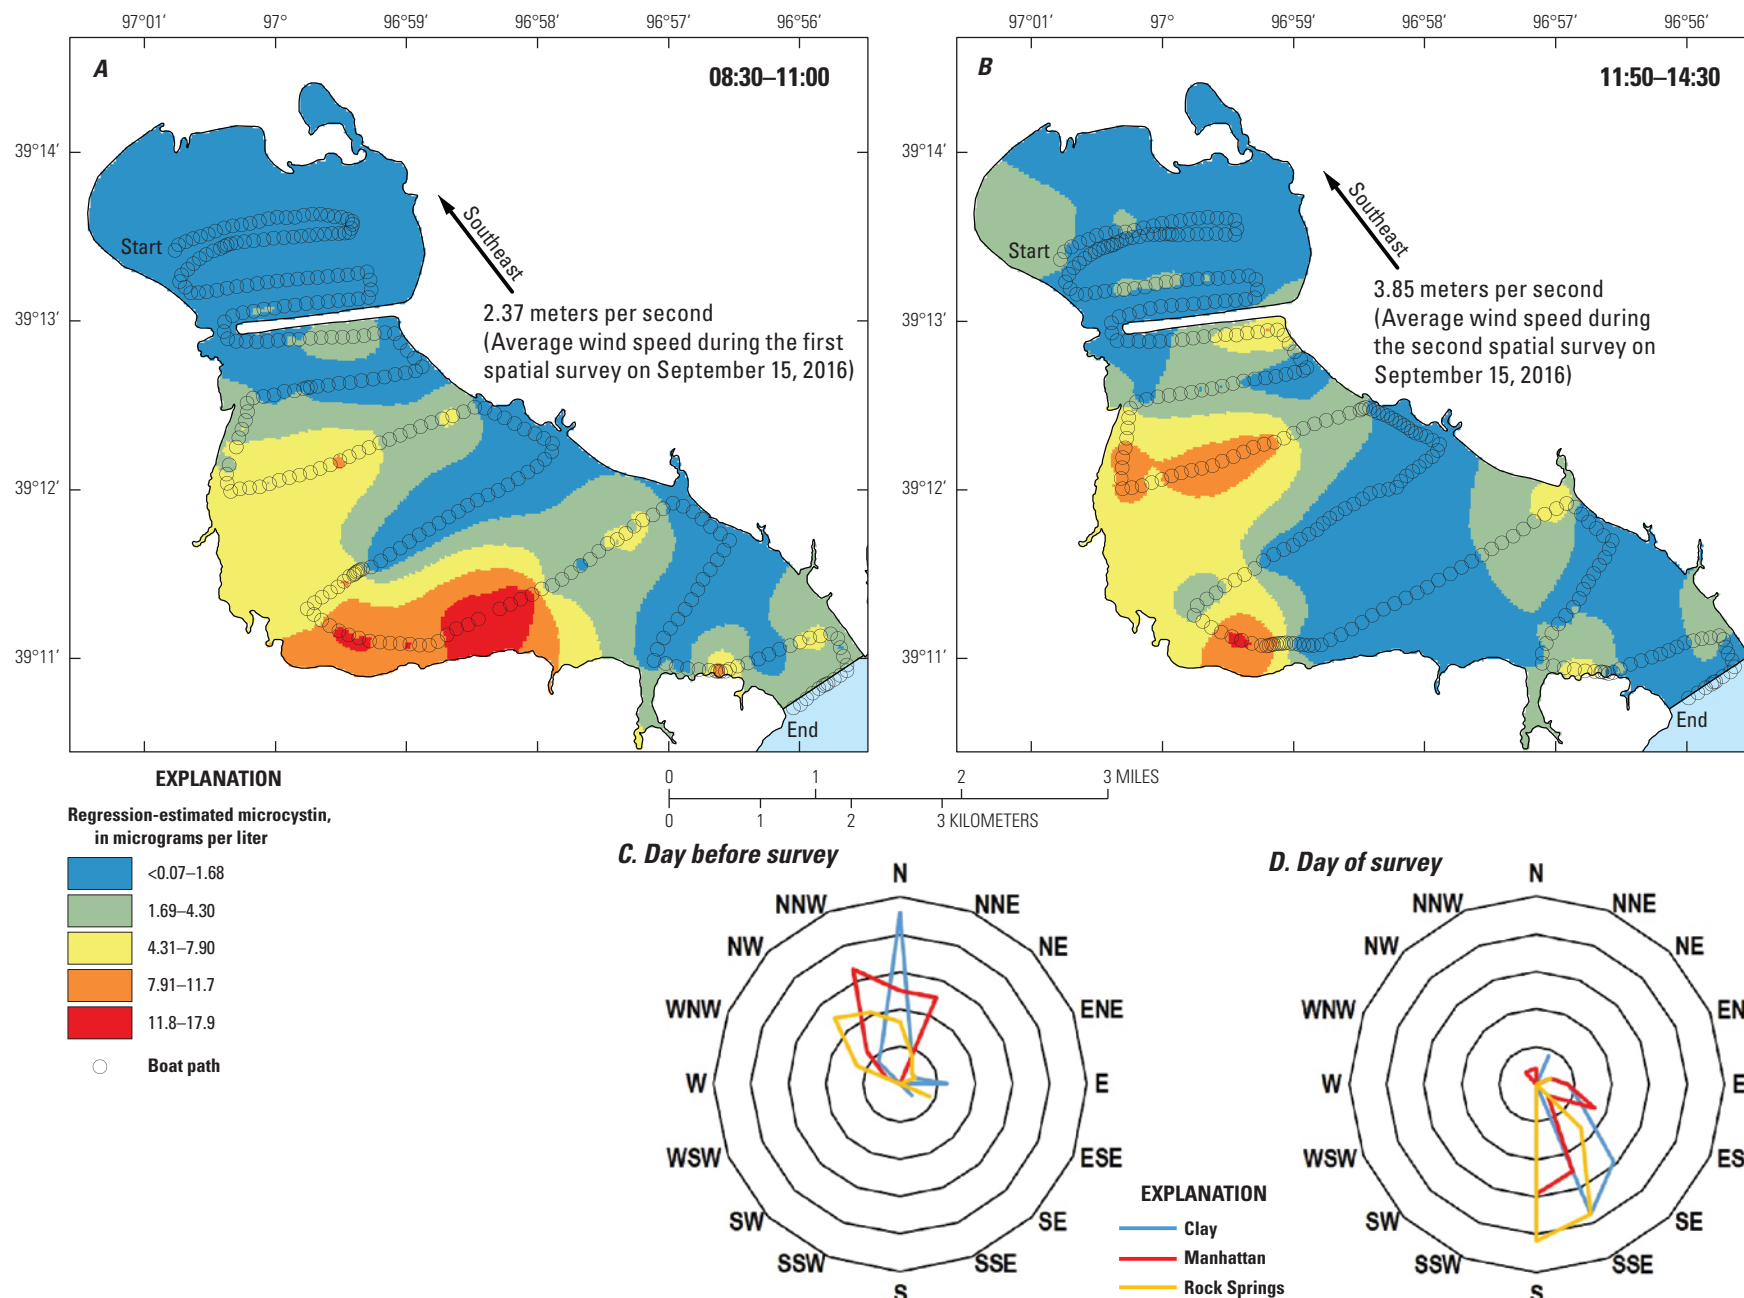 97°01′ 97° 96°59′ 96°58′ 96°57′ 96°56′
97°01′ 97° 96°59′ 96°58′ 96°57′ 96°56′
A
08:30–11:00
39°14′
39°13′
39°12′
39°11′
Start
Southeast
2.37 meters per second
(Average wind speed during the first
spatial survey on September 15, 2016)
End
B
11:50–14:30
39°14′
39°13′
39°12′
39°11′
Start
Southeast
3.85 meters per second
(Average wind speed during
the second spatial survey on
September 15, 2016)
End
EXPLANATION
Regression-estimated microcystin,
in micrograms per liter
<0.07–1.68
1.69–4.30
4.31–7.90
7.91–11.7
11.8–17.9
Boat path
0 1 2 3 MILES
0 1 2 3 KILOMETERS
C. Day before survey
N
NNW NNE
NW NE
WNW ENE
W E
WSW ESE
SW SE
SSW SSE
S
D. Day of survey
N
NNW NNE
NW NE
WNW EN
W E
WSW ES
SW SE
SSW SSE
S
EXPLANATION
Clay
Manhattan
Rock Springs